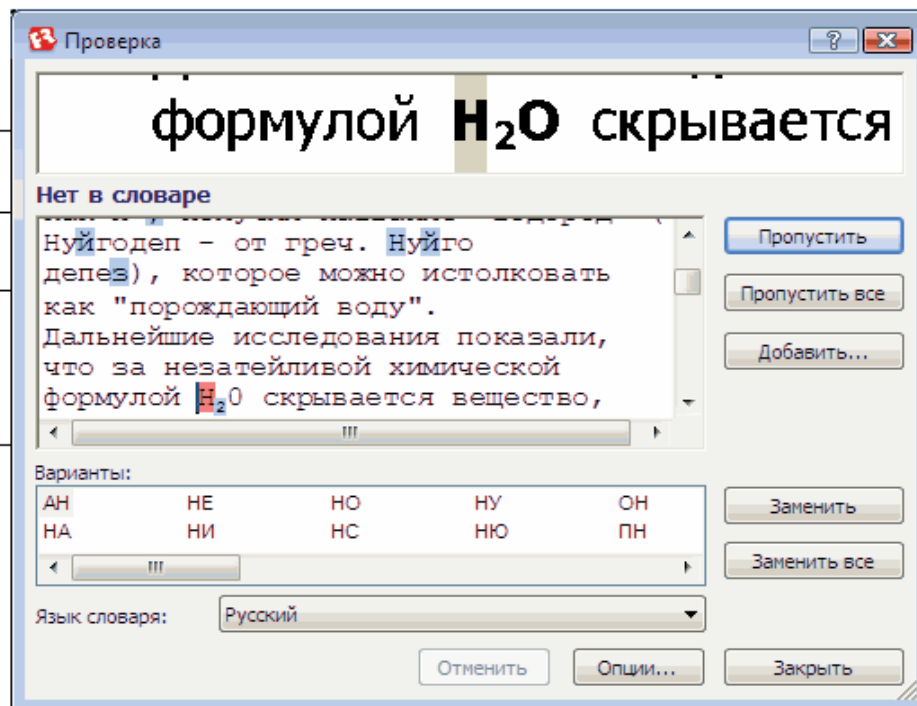 Проверка
формулой H₂O скрывается
Нет в словаре
Нуйгодеп - от греч. Нуйго
депез), которое можно истолковать
как "порождающий воду".
Дальнейшие исследования показали,
что за незатейливой химической
формулой Н₂0 скрывается вещество,
Пропустить
Пропустить все
Добавить...
Варианты:
АН НЕ НО НУ ОН
НА НИ НС НЮ ПН
Заменить
Заменить все
Язык словаря: Русский
Отменить Опции... Закрыть